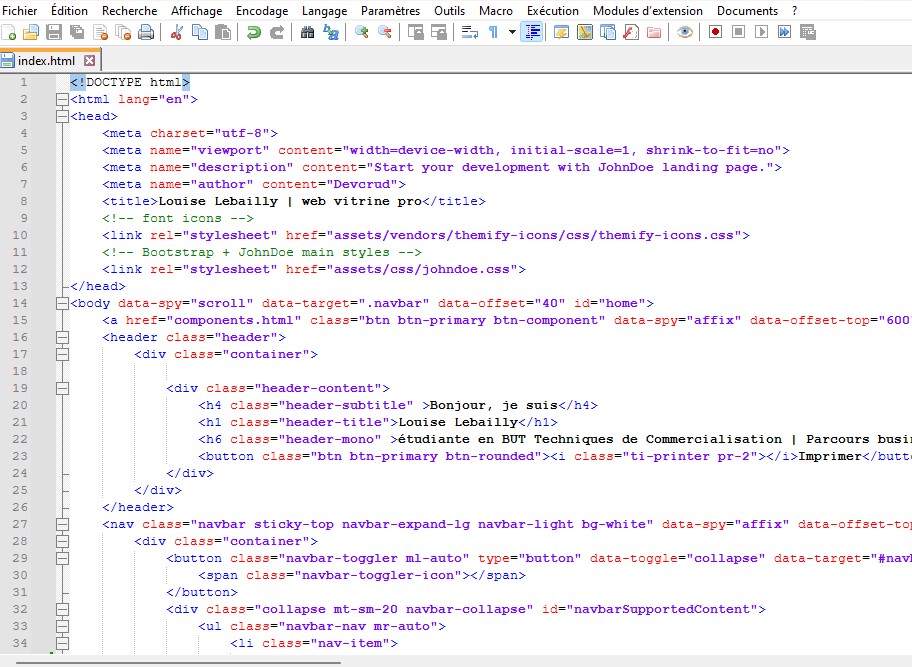 Fichier Édition Recherche Affichage Encodage Langage Paramètres Outils Macro Exécution Modules d'extension Documents ?
index.html
1 <!DOCTYPE html>
2 <html lang="en">
3 <head>
4 <meta charset="utf-8">
5 <meta name="viewport" content="width=device-width, initial-scale=1, shrink-to-fit=no">
6 <meta name="description" content="Start your development with JohnDoe landing page.">
7 <meta name="author" content="Devcrud">
8 <title>Louise Lebailly | web vitrine pro</title>
9 <!-- font icons -->
10 <link rel="stylesheet" href="assets/vendors/themify-icons/css/themify-icons.css">
11 <!-- Bootstrap + JohnDoe main styles -->
12 <link rel="stylesheet" href="assets/css/johndoe.css">
13 </head>
14 <body data-spy="scroll" data-target=".navbar" data-offset="40" id="home">
15 <a href="components.html" class="btn btn-primary btn-component" data-spy="affix" data-offset-top="600
16 <header class="header">
17 <div class="container">
18
19 <div class="header-content">
20 <h4 class="header-subtitle" >Bonjour, je suis</h4>
21 <h1 class="header-title">Louise Lebailly</h1>
22 <h6 class="header-mono" >étudiante en BUT Techniques de Commercialisation | Parcours busi
23 <button class="btn btn-primary btn-rounded"><i class="ti-printer pr-2"></i>Imprimer</butt
24 </div>
25 </div>
26 </header>
27 <nav class="navbar sticky-top navbar-expand-lg navbar-light bg-white" data-spy="affix" data-offset-top
28 <div class="container">
29 <button class="navbar-toggler ml-auto" type="button" data-toggle="collapse" data-target="#navb
30 <span class="navbar-toggler-icon"></span>
31 </button>
32 <div class="collapse mt-sm-20 navbar-collapse" id="navbarSupportedContent">
33 <ul class="navbar-nav mr-auto">
34 <li class="nav-item">